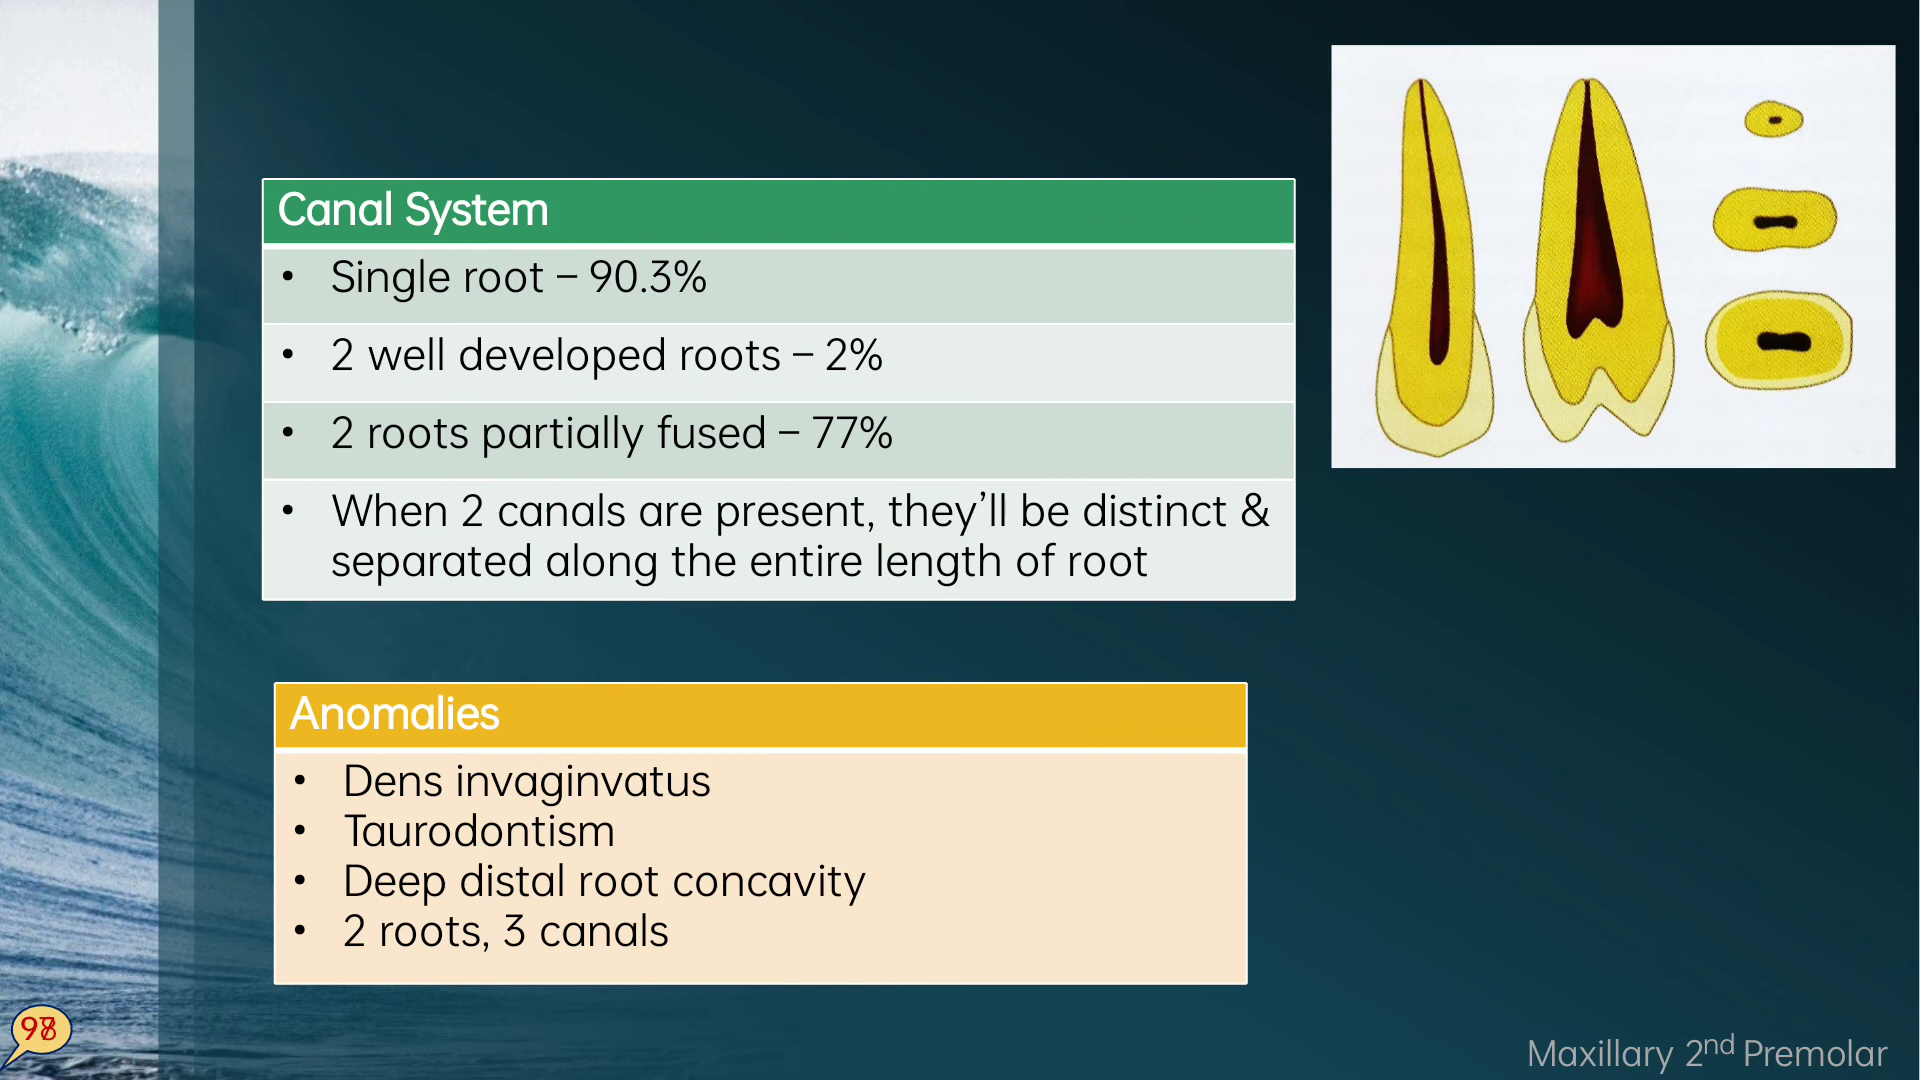 Canal System
• Single root – 90.3%
• 2 well developed roots – 2%
• 2 roots partially fused – 77%
• When 2 canals are present, they’ll be distinct &
separated along the entire length of root
Anomalies
• Dens invaginvatus
• Taurodontism
• Deep distal root concavity
• 2 roots, 3 canals
Maxillary 2nd Premolar